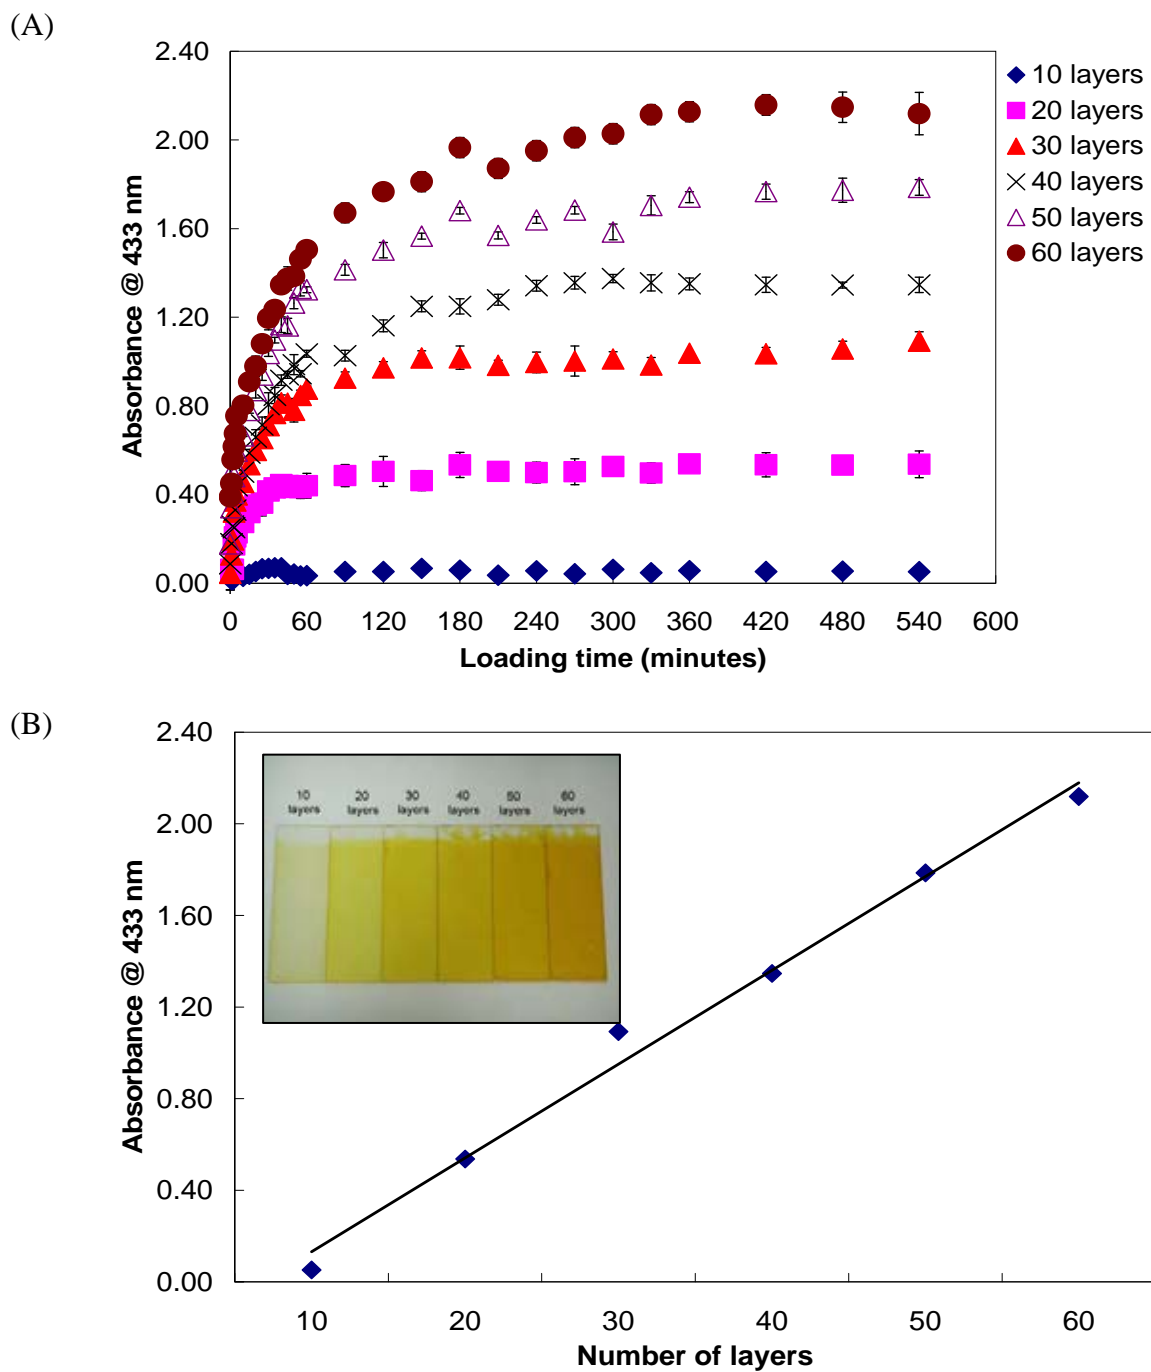 (A)
2.40
2.00
1.60
1.20
0.80
0.40
0.00
Absorbance @ 433 nm
0 60 120 180 240 300 360 420 480 540 600
Loading time (minutes)
10 layers
20 layers
30 layers
40 layers
50 layers
60 layers
(B)
2.40
2.00
1.60
1.20
0.80
0.40
0.00
Absorbance @ 433 nm
10 20 30 40 50 60
layers layers layers layers layers layers
10 20 30 40 50 60
Number of layers